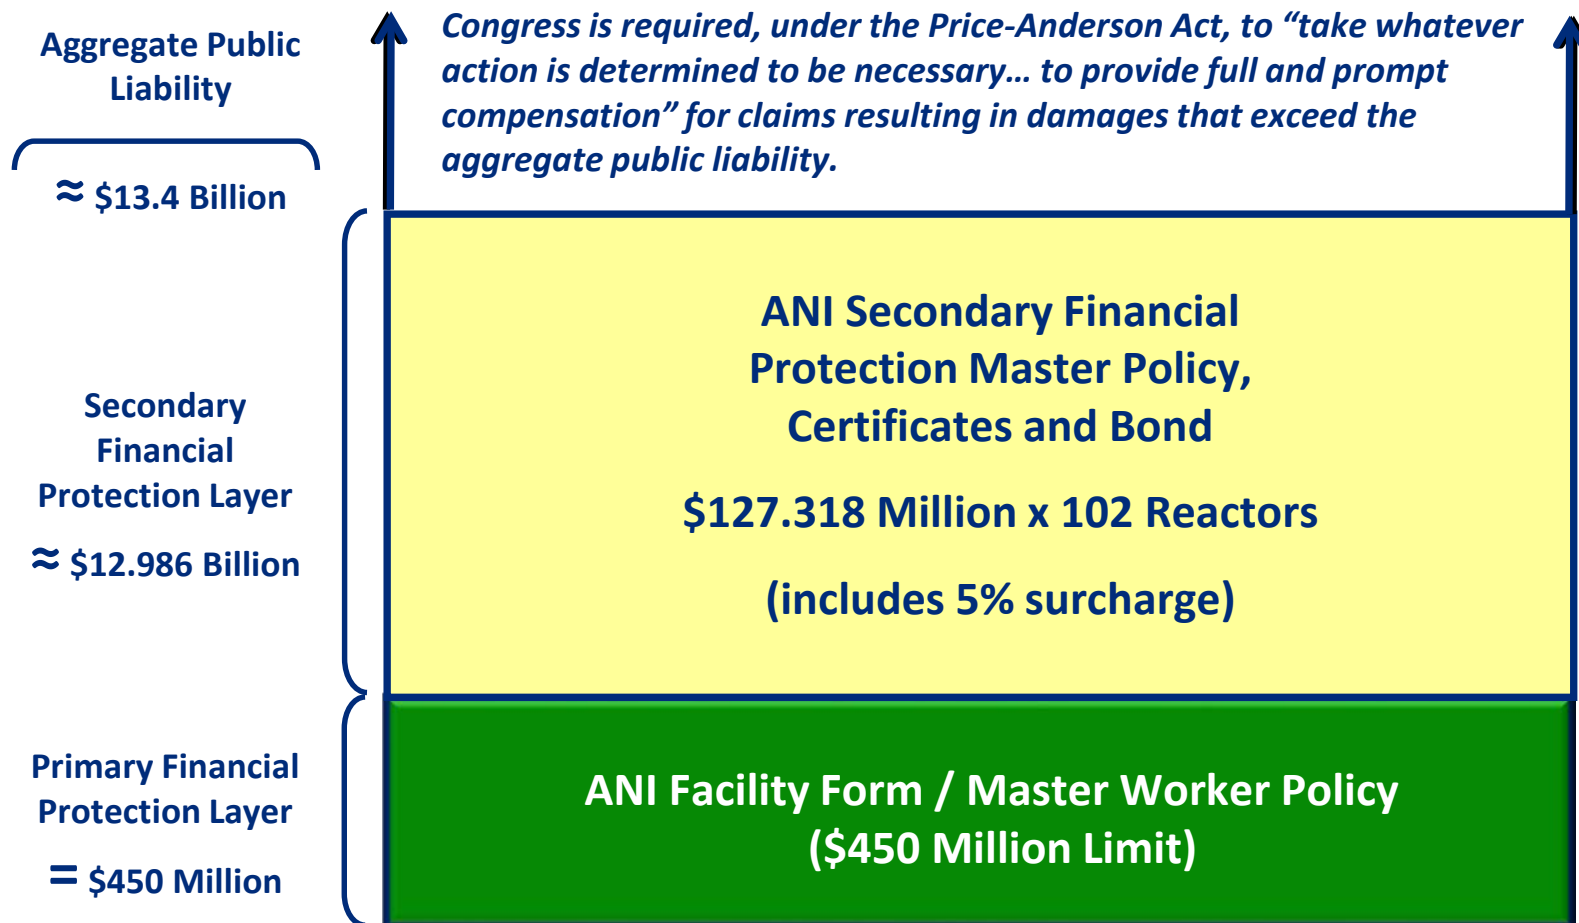 Aggregate Public
Liability
≈ $13.4 Billion
Congress is required, under the Price-Anderson Act, to “take whatever
action is determined to be necessary… to provide full and prompt
compensation” for claims resulting in damages that exceed the
aggregate public liability.
Secondary
Financial
Protection Layer
≈ $12.986 Billion
ANI Secondary Financial
Protection Master Policy,
Certificates and Bond
$127.318 Million x 102 Reactors
(includes 5% surcharge)
Primary Financial
Protection Layer
= $450 Million
ANI Facility Form / Master Worker Policy
($450 Million Limit)